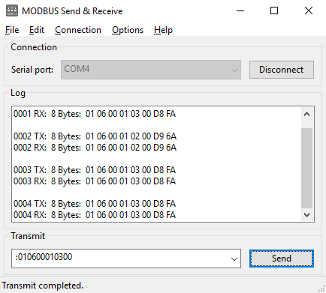 MODBUS Send & Receive
File Edit Connection Options Help
Connection
Serial port: COM4 Disconnect
Log
0001 RX: 8 Bytes: 01 06 00 01 03 00 D8 FA
0002 TX: 8 Bytes: 01 06 00 01 02 00 D9 6A
0002 RX: 8 Bytes: 01 06 00 01 02 00 D9 6A
0003 TX: 8 Bytes: 01 06 00 01 03 00 D8 FA
0003 RX: 8 Bytes: 01 06 00 01 03 00 D8 FA
0004 TX: 8 Bytes: 01 06 00 01 03 00 D8 FA
0004 RX: 8 Bytes: 01 06 00 01 03 00 D8 FA
Transmit
:010600010300 Send
Transmit completed.